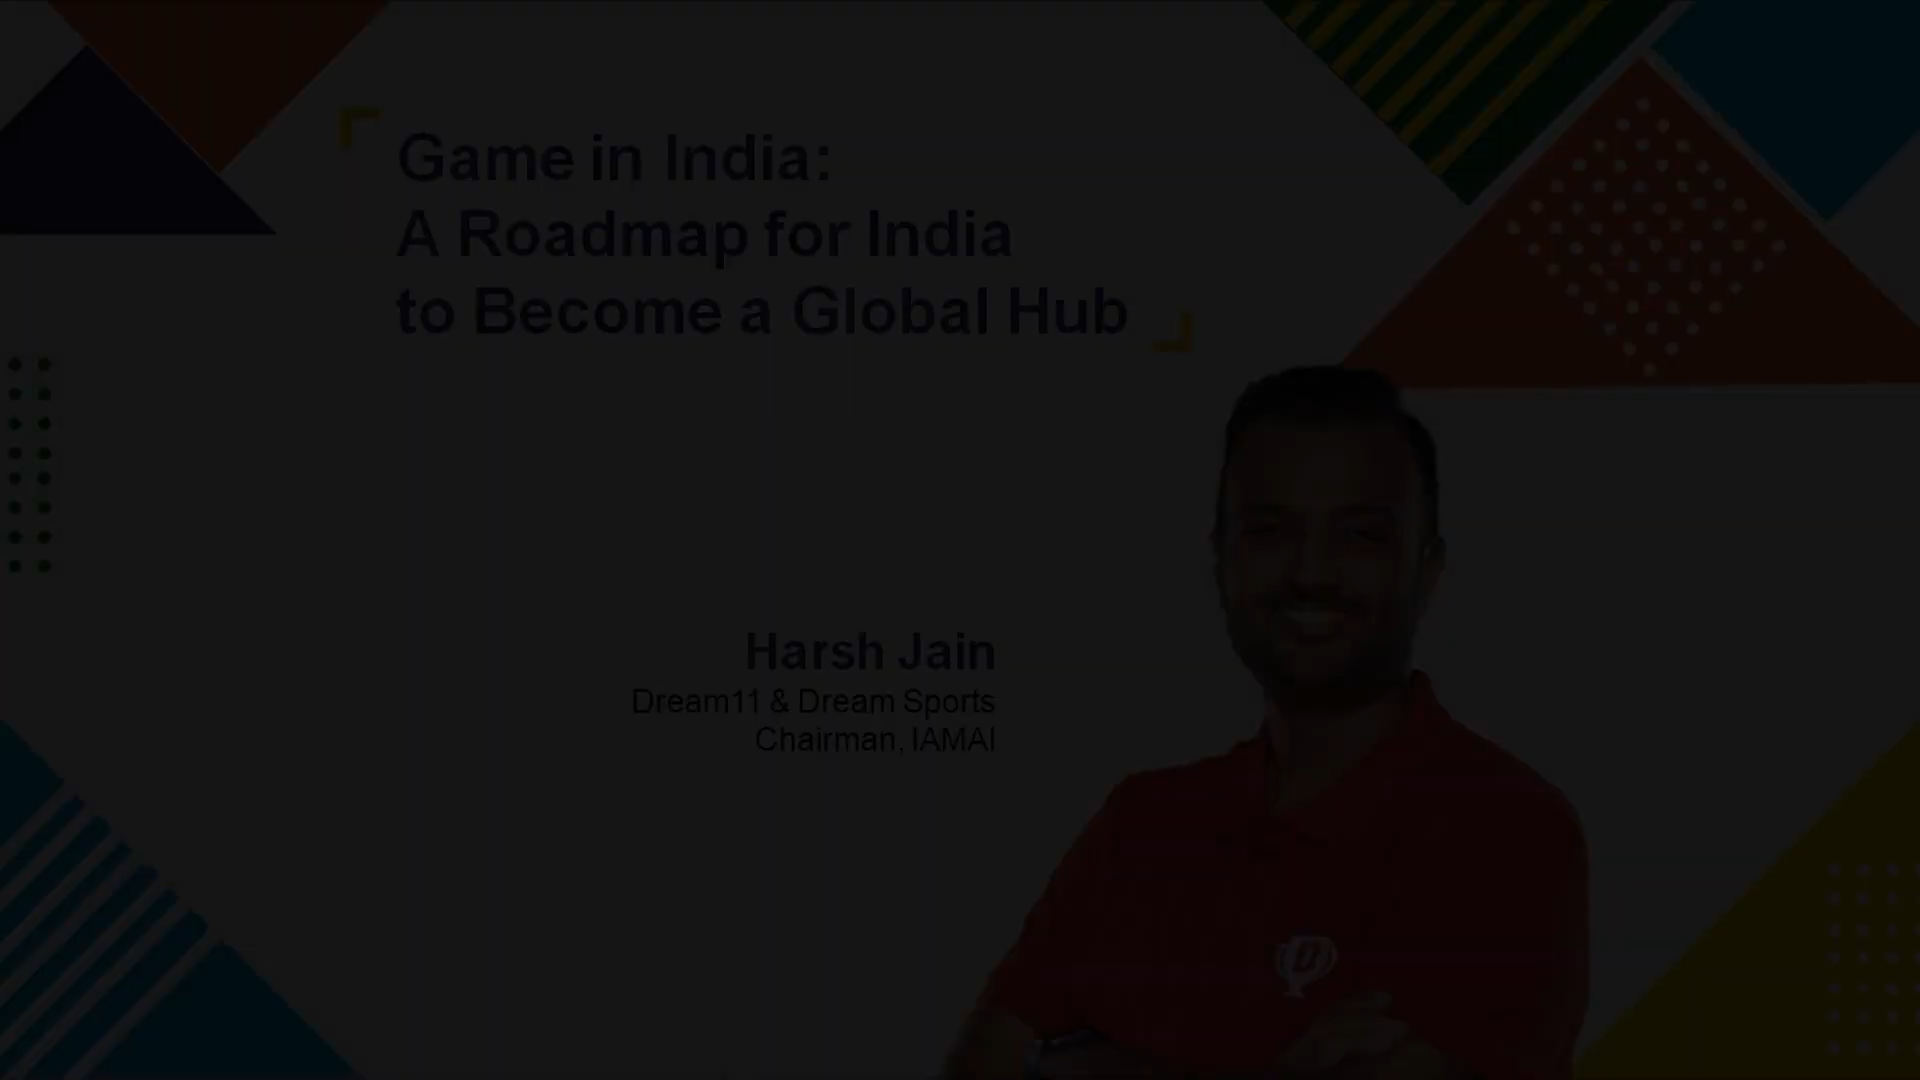 Game in India:
A Roadmap for India
to Become a Global Hub
Harsh Jain
Dream11 & Dream Sports
Chairman, IAMAI